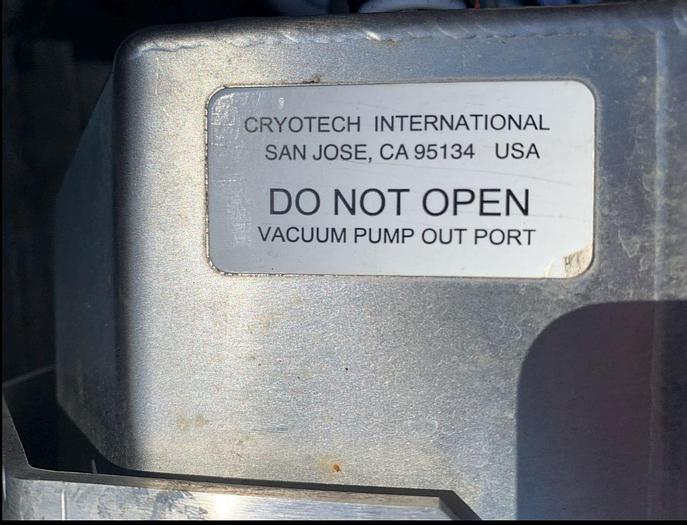 CRYOTECH INTERNATIONAL
SAN JOSE, CA 95134 USA
DO NOT OPEN
VACUUM PUMP OUT PORT